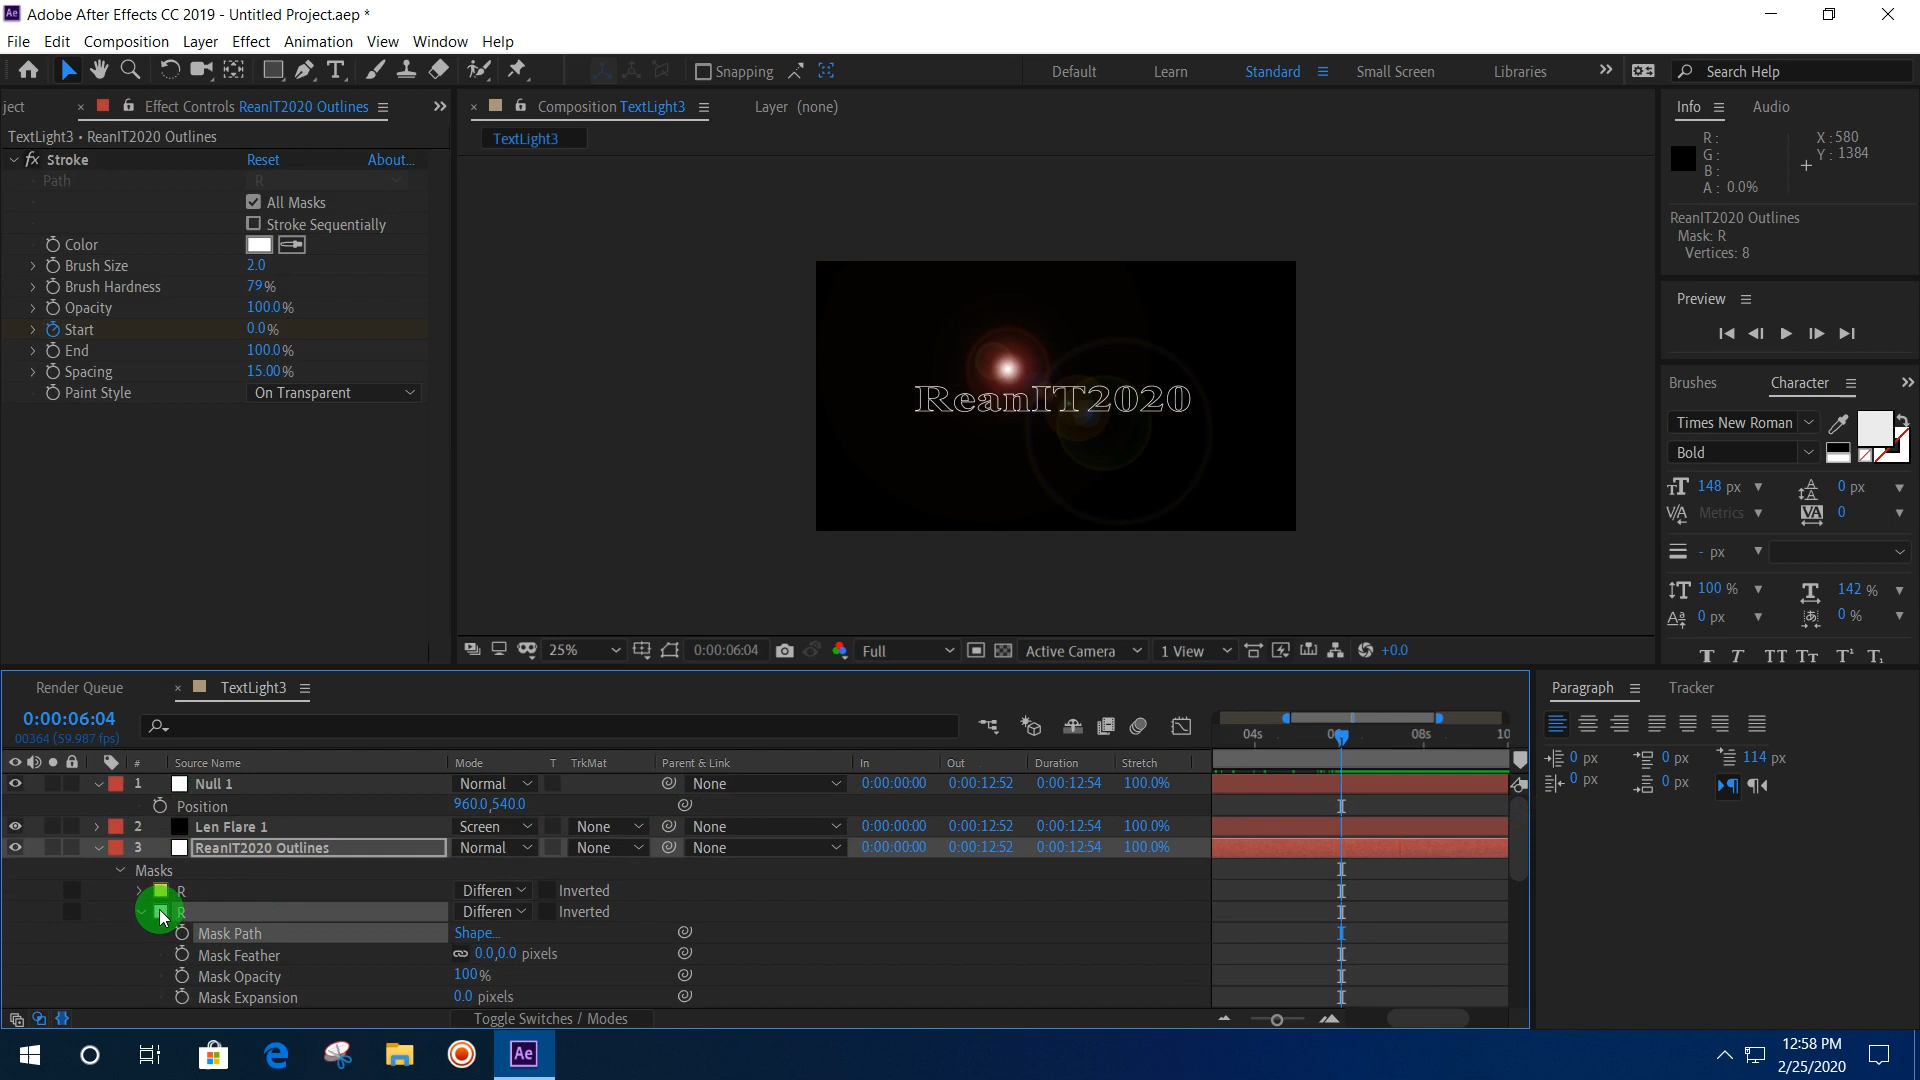 Adobe After Effects CC 2019 - Untitled Project.aep *
File Edit Composition Layer Effect Animation View Window Help
Snapping Default Learn Standard Small Screen Libraries Search Help
ject Effect Controls ReanIT2020 Outlines
TextLight3 • ReanIT2020 Outlines
fx Stroke Reset About...
Path R
All Masks
Stroke Sequentially
Color
Brush Size 2.0
Brush Hardness 79%
Opacity 100.0%
Start 0.0%
End 100.0%
Spacing 15.00%
Paint Style On Transparent
Composition TextLight3 Layer (none)
TextLight3
ReanIT2020
25% 0:00:06:04 Full Active Camera 1 View +0.0
Info Audio
R: X: 580
G: Y: 1384
B:
A: 0.0%
ReanIT2020 Outlines
Mask: R
Vertices: 8
Preview
Brushes Character
Times New Roman
Bold
148 px 0 px
Metrics 0
- px
100 % 142 %
0 px 0 %
T T TT Tr T' T,
Render Queue TextLight3
0:00:06:04
00364 (59.987 fps)
04s 08s 10
# Source Name Mode T TrkMat Parent & Link In Out Duration Stretch
1 Null 1 Normal None 0:00:00:00 0:00:12:52 0:00:12:54 100.0%
Position 960.0,540.0
2 Len Flare 1 Screen None None 0:00:00:00 0:00:12:52 0:00:12:54 100.0%
3 ReanIT2020 Outlines Normal None None 0:00:00:00 0:00:12:52 0:00:12:54 100.0%
Masks
R Differen Inverted
R Differen Inverted
Mask Path Shape...
Mask Feather 0.0,0.0 pixels
Mask Opacity 100%
Mask Expansion 0.0 pixels
Toggle Switches / Modes
Paragraph Tracker
0 px 0 px 114 px
0 px 0 px
Ae
12:58 PM
2/25/2020